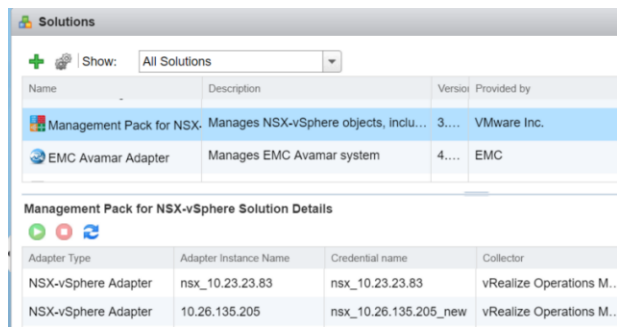 Solutions
Show: All Solutions
Name Description Version Provided by
Management Pack for NSX- Manages NSX-vSphere objects, inclu... 3.... VMware Inc.
EMC Avamar Adapter Manages EMC Avamar system 4.... EMC
Management Pack for NSX-vSphere Solution Details
Adapter Type Adapter Instance Name Credential name Collector
NSX-vSphere Adapter nsx_10.23.23.83 nsx_10.23.23.83 vRealize Operations M...
NSX-vSphere Adapter 10.26.135.205 nsx_10.26.135.205_new vRealize Operations M...